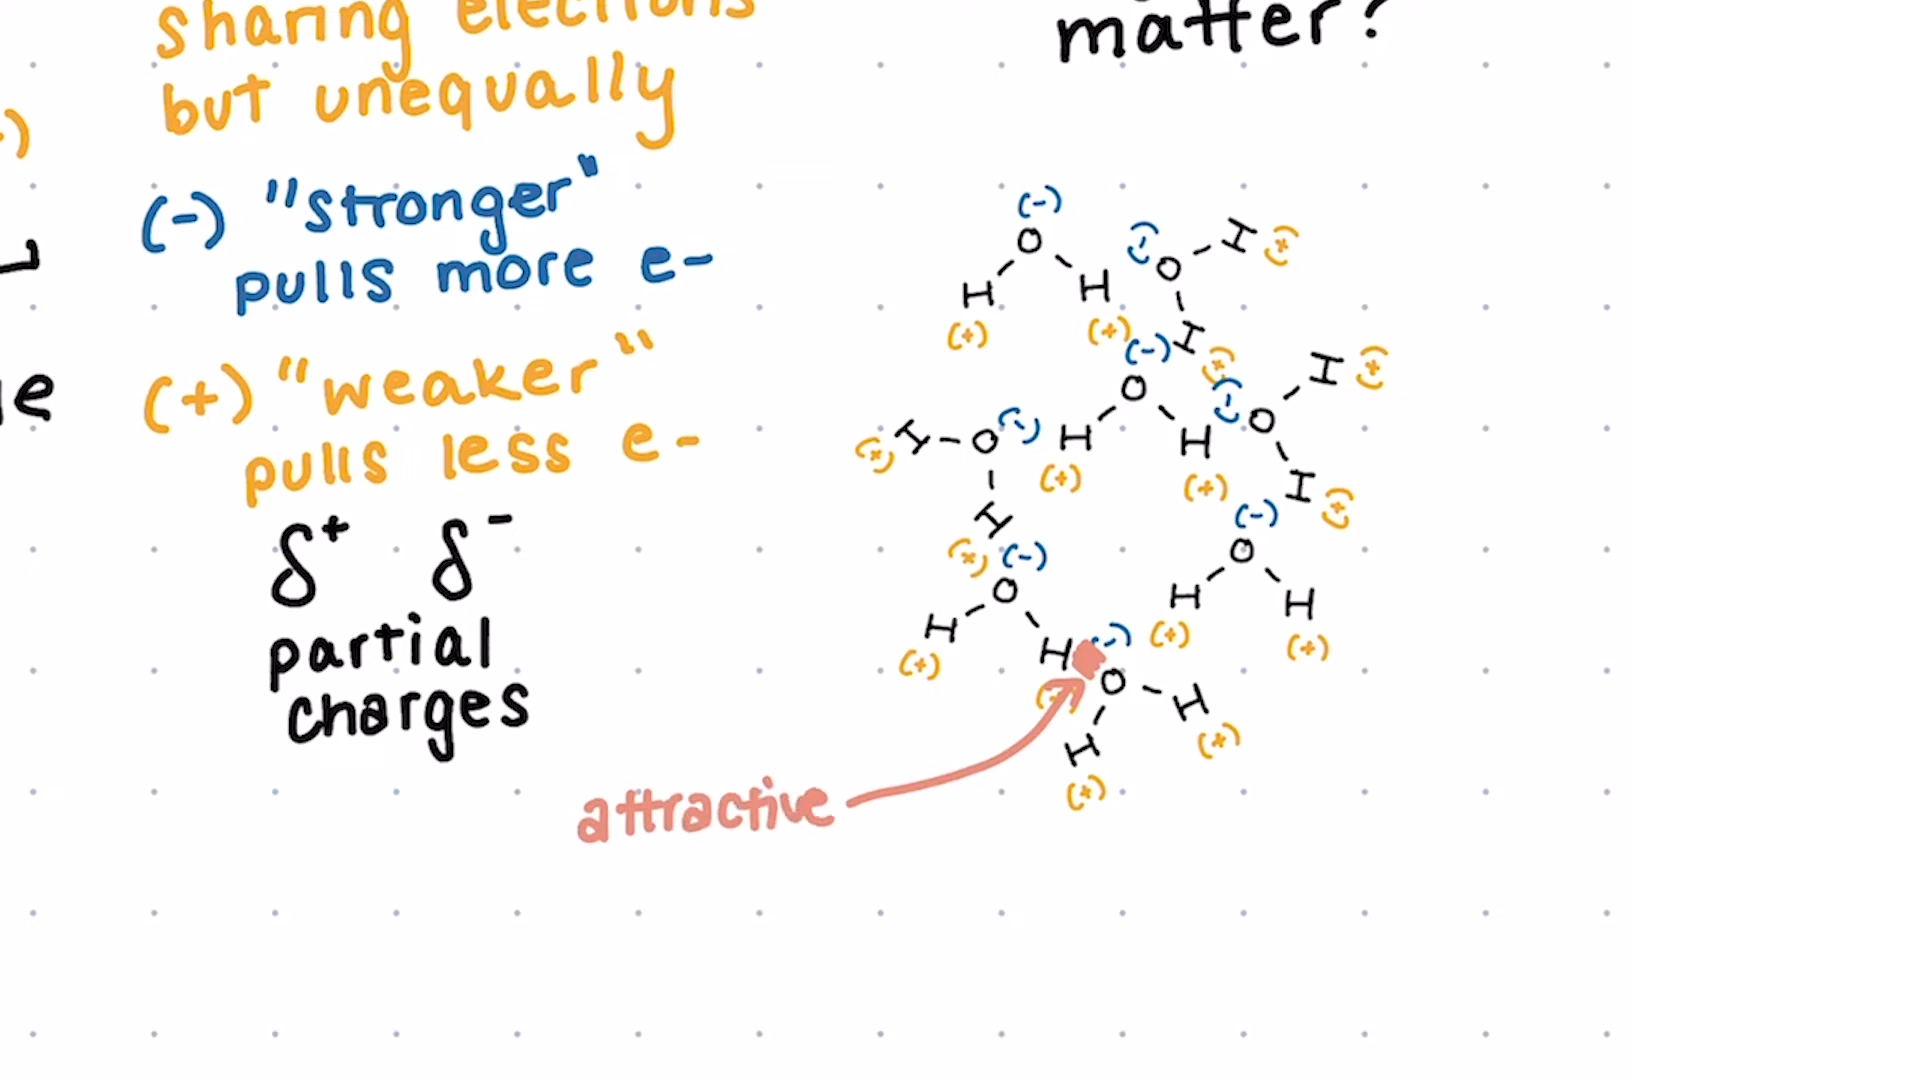 sharing electrons
but unequally
(-) "stronger"
pulls more e-
(+) "weaker"
pulls less e-
δ+ δ-
partial
charges
matter?
(-)
O
H H
(+) (+)
(-) O H (+)
H
(+)
(-)
O
H H
(+) (+)
(-) O H (+)
H (+)
(+) H O (-)
H
(+)
(-)
O
H H
(+) (+)
(-)
O
H H
(+) (+)
(-)
O H
H (+)
(+)
attractive